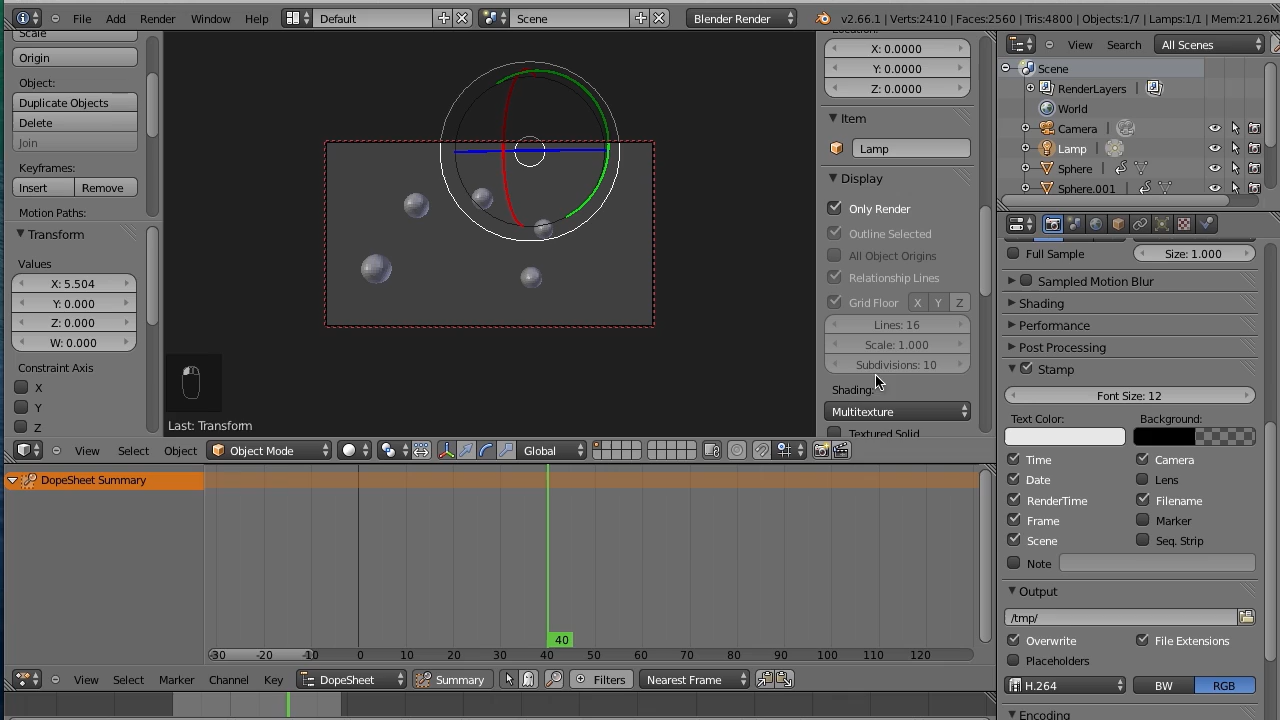 File Add Render Window Help Default Scene Blender Render v2.66.1 | Verts:2410 | Faces:2560 | Tris:4800 | Objects:1/7 | Lamps:1/1 | Mem:21.26M
Scale
Origin
Object:
Duplicate Objects
Delete
Join
Keyframes:
Insert Remove
Motion Paths:
Transform
Values
X: 5.504
Y: 0.000
Z: 0.000
W: 0.000
Constraint Axis
X
Y
Z
Last: Transform
Location:
X: 0.0000
Y: 0.0000
Z: 0.0000
Item
Lamp
Display
Only Render
Outline Selected
All Object Origins
Relationship Lines
Grid Floor X Y Z
Lines: 16
Scale: 1.000
Subdivisions: 10
Shading:
Multitexture
Textured Solid
View Select Object Object Mode Global
DopeSheet Summary
40
-30 -20 -10 0 10 20 30 40 50 60 70 80 90 100 110 120
View Select Marker Channel Key DopeSheet Summary Filters Nearest Frame
View Search All Scenes
Scene
RenderLayers
World
Camera
Lamp
Sphere
Sphere.001
Full Sample Size: 1.000
Sampled Motion Blur
Shading
Performance
Post Processing
Stamp
Font Size: 12
Text Color: Background:
Time Camera
Date Lens
RenderTime Filename
Frame Marker
Scene Seq. Strip
Note
Output
/tmp/
Overwrite File Extensions
Placeholders
H.264 BW RGB
Encoding